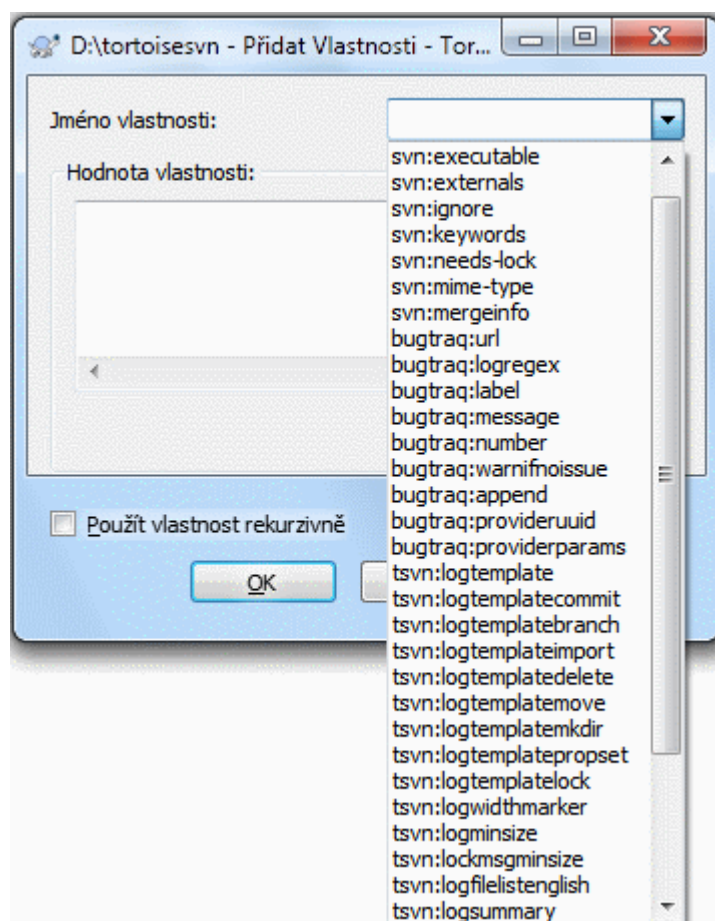 D:\tortoisesvn - Přidat Vlastnosti - Tor...
Jméno vlastnosti:
Hodnota vlastnosti:
svn:executable
svn:externals
svn:ignore
svn:keywords
svn:needs-lock
svn:mime-type
svn:mergeinfo
bugtraq:url
bugtraq:logregex
bugtraq:label
bugtraq:message
bugtraq:number
bugtraq:warnifnoissue
bugtraq:append
bugtraq:provideruuid
bugtraq:providerparams
tsvn:logtemplate
tsvn:logtemplatecommit
tsvn:logtemplatebranch
tsvn:logtemplateimport
tsvn:logtemplatedelete
tsvn:logtemplatemove
tsvn:logtemplatemkdir
tsvn:logtemplatepropset
tsvn:logtemplatelock
tsvn:logwidthmarker
tsvn:logminsize
tsvn:lockmsgminsize
tsvn:logfilelistenglish
tsvn:logsummary
Použít vlastnost rekurzivně
OK